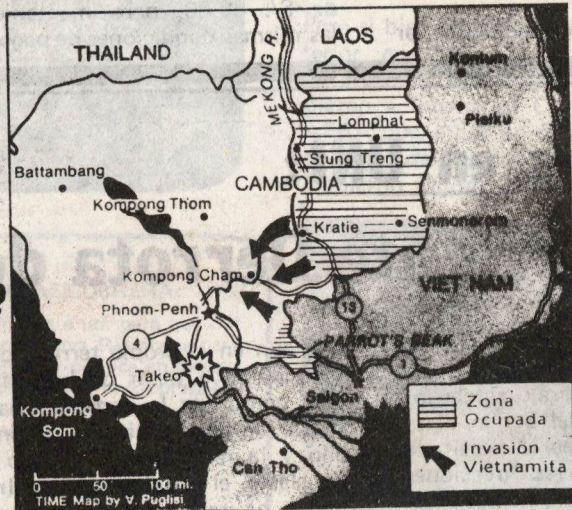 THAILAND
LAOS
MEKONG R.
Kontum
Pleiku
Lomphat
Stung Treng
Battambang
CAMBODIA
Kompong Thom
Kratie
Senmonorom
Kompong Cham
VIET NAM
Phnom-Penh
13
PARROT'S BEAK
4
1
Takeo
Saigon
Kompong
Som
Can Tho
Zona
Ocupada
Invasion
Vietnamita
0 50 100 mi.
TIME Map by V. Puglisi